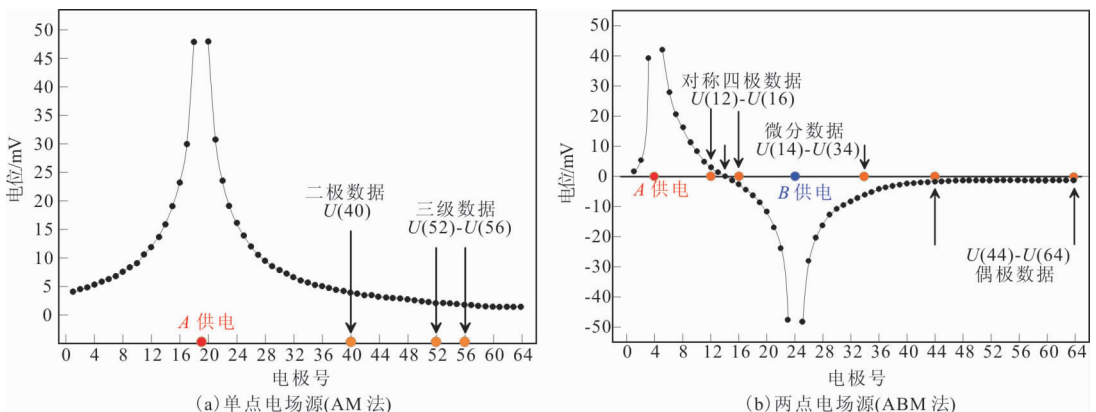 50
45
40
35
30
25
20
15
10
5
0
电位/mV
二极数据
U(40)
三级数据
U(52)-U(56)
A 供电
0 4 8 12 16 20 24 28 32 36 40 44 48 52 56 60 64
电极号
(a)单点电场源(AM 法)
50
40
30
20
10
0
-10
-20
-30
-40
-50
电位/mV
对称四极数据
U(12)-U(16)
微分数据
U(14)-U(34)
A 供电
B 供电
U(44)-U(64)
偶极数据
0 4 8 12 16 20 24 28 32 36 40 44 48 52 56 60 64
电极号
(b)两点电场源(ABM 法)